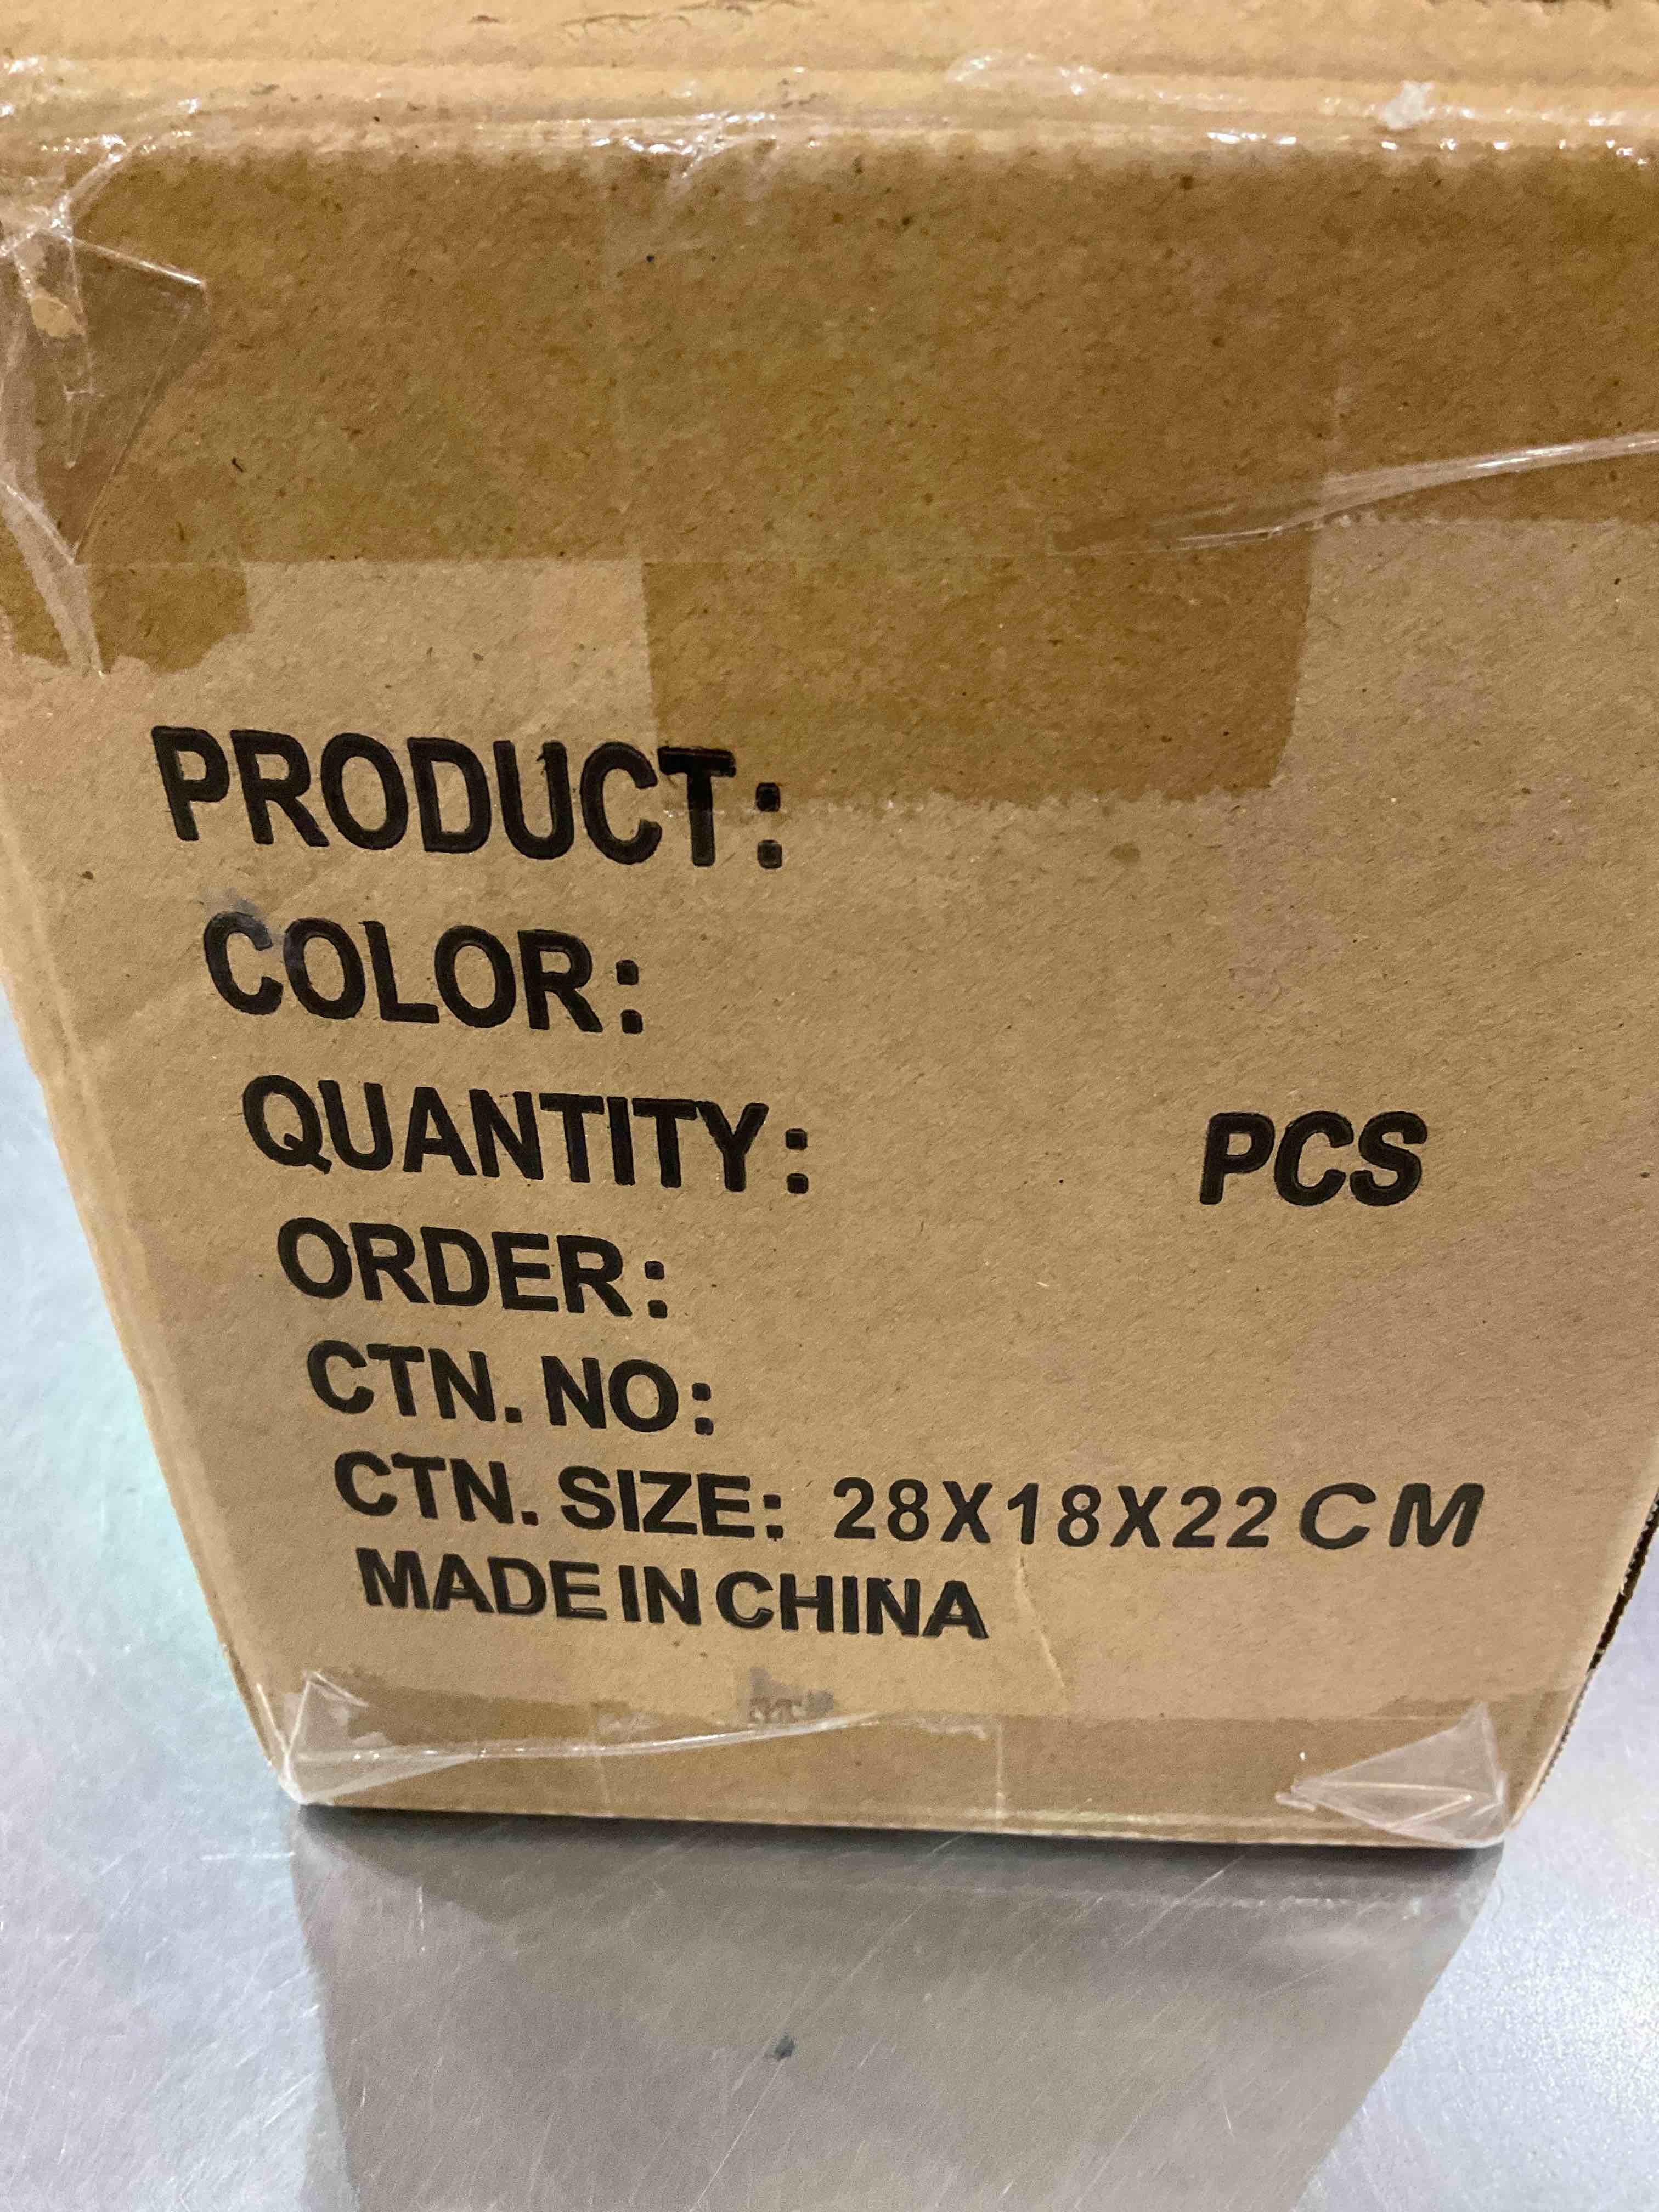 PRODUCT:
COLOR:
QUANTITY: PCS
ORDER:
CTN. NO:
CTN. SIZE: 28X18X22CM
MADE IN CHINA